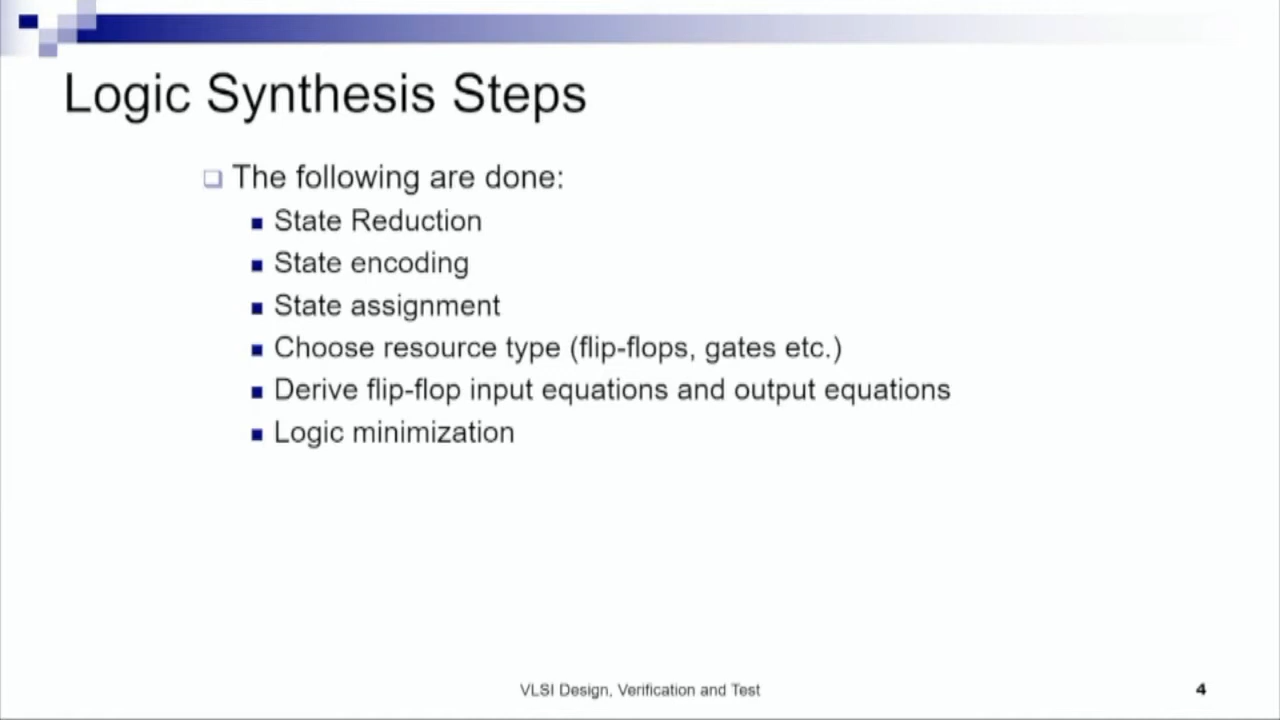 Logic Synthesis Steps
The following are done:
State Reduction
State encoding
State assignment
Choose resource type (flip-flops, gates etc.)
Derive flip-flop input equations and output equations
Logic minimization
VLSI Design, Verification and Test
4